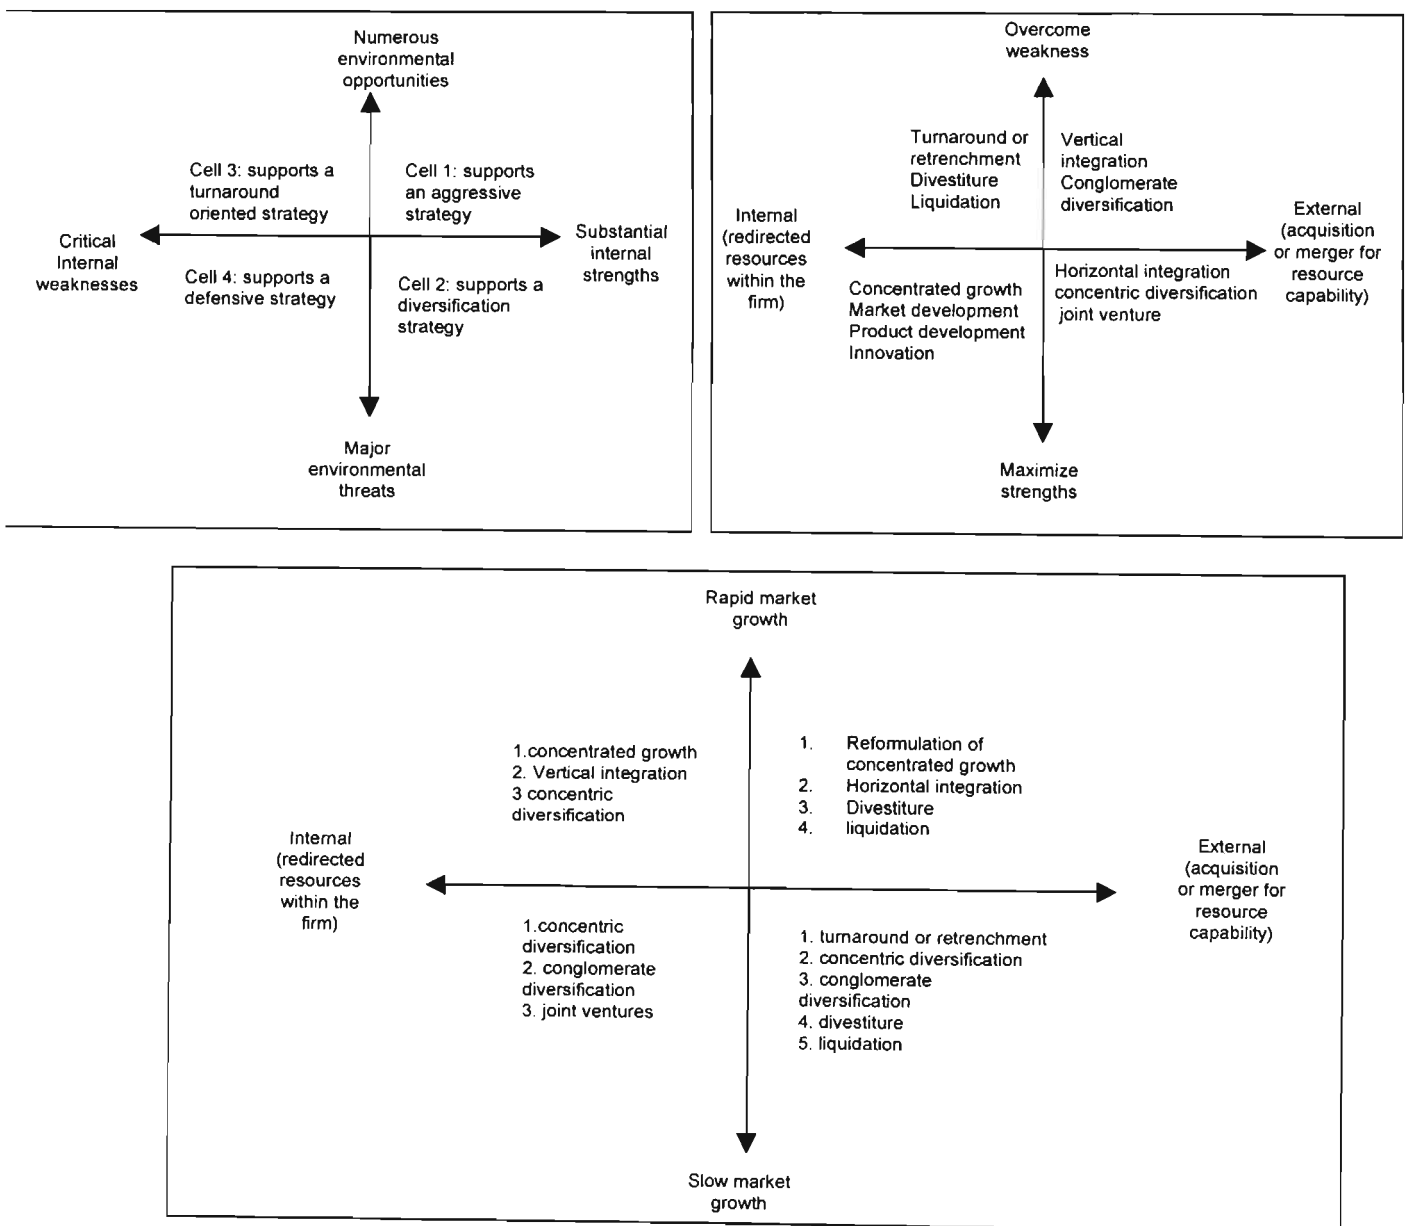 Numerous
environmental
opportunities
Cell 3: supports a
turnaround
oriented strategy
Cell 1: supports
an aggressive
strategy
Critical
Internal
weaknesses
Substantial
internal
strengths
Cell 4: supports a
defensive strategy
Cell 2: supports a
diversification
strategy
Major
environmental
threats
Overcome
weakness
Turnaround or
retrenchment
Divestiture
Liquidation
Vertical
integration
Conglomerate
diversification
Internal
(redirected
resources
within the
firm)
External
(acquisition
or merger for
resource
capability)
Concentrated growth
Market development
Product development
Innovation
Horizontal integration
concentric diversification
joint venture
Maximize
strengths
Rapid market
growth
1.concentrated growth
2. Vertical integration
3 concentric
diversification
1. Reformulation of
concentrated growth
2. Horizontal integration
3. Divestiture
4. liquidation
Internal
(redirected
resources
within the
firm)
External
(acquisition
or merger for
resource
capability)
1.concentric
diversification
2. conglomerate
diversification
3. joint ventures
1. turnaround or retrenchment
2. concentric diversification
3. conglomerate
diversification
4. divestiture
5. liquidation
Slow market
growth